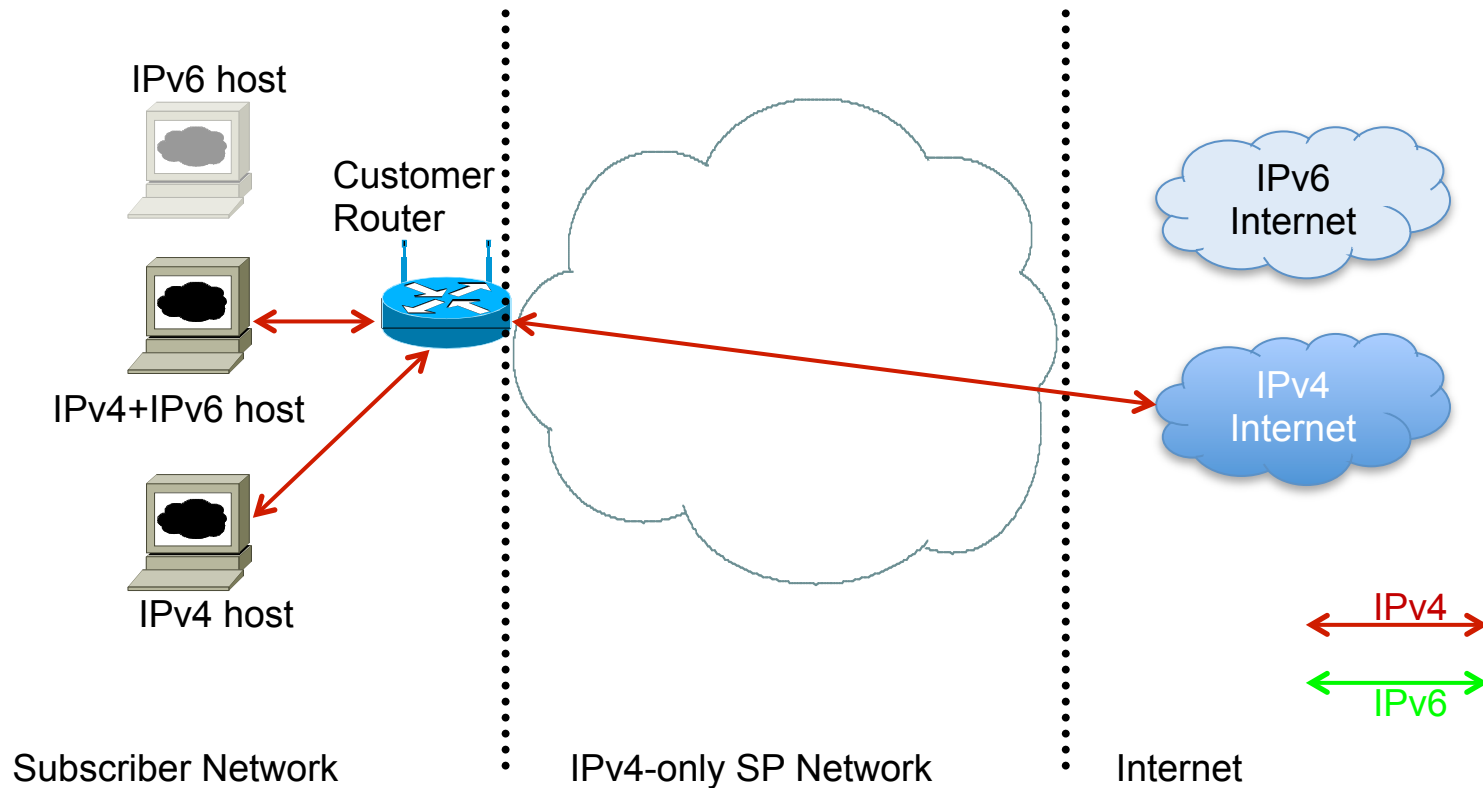 IPv6 host
Customer
Router
IPv6
Internet
IPv4+IPv6 host
IPv4
Internet
IPv4 host
IPv4
IPv6
Subscriber Network
IPv4-only SP Network
Internet